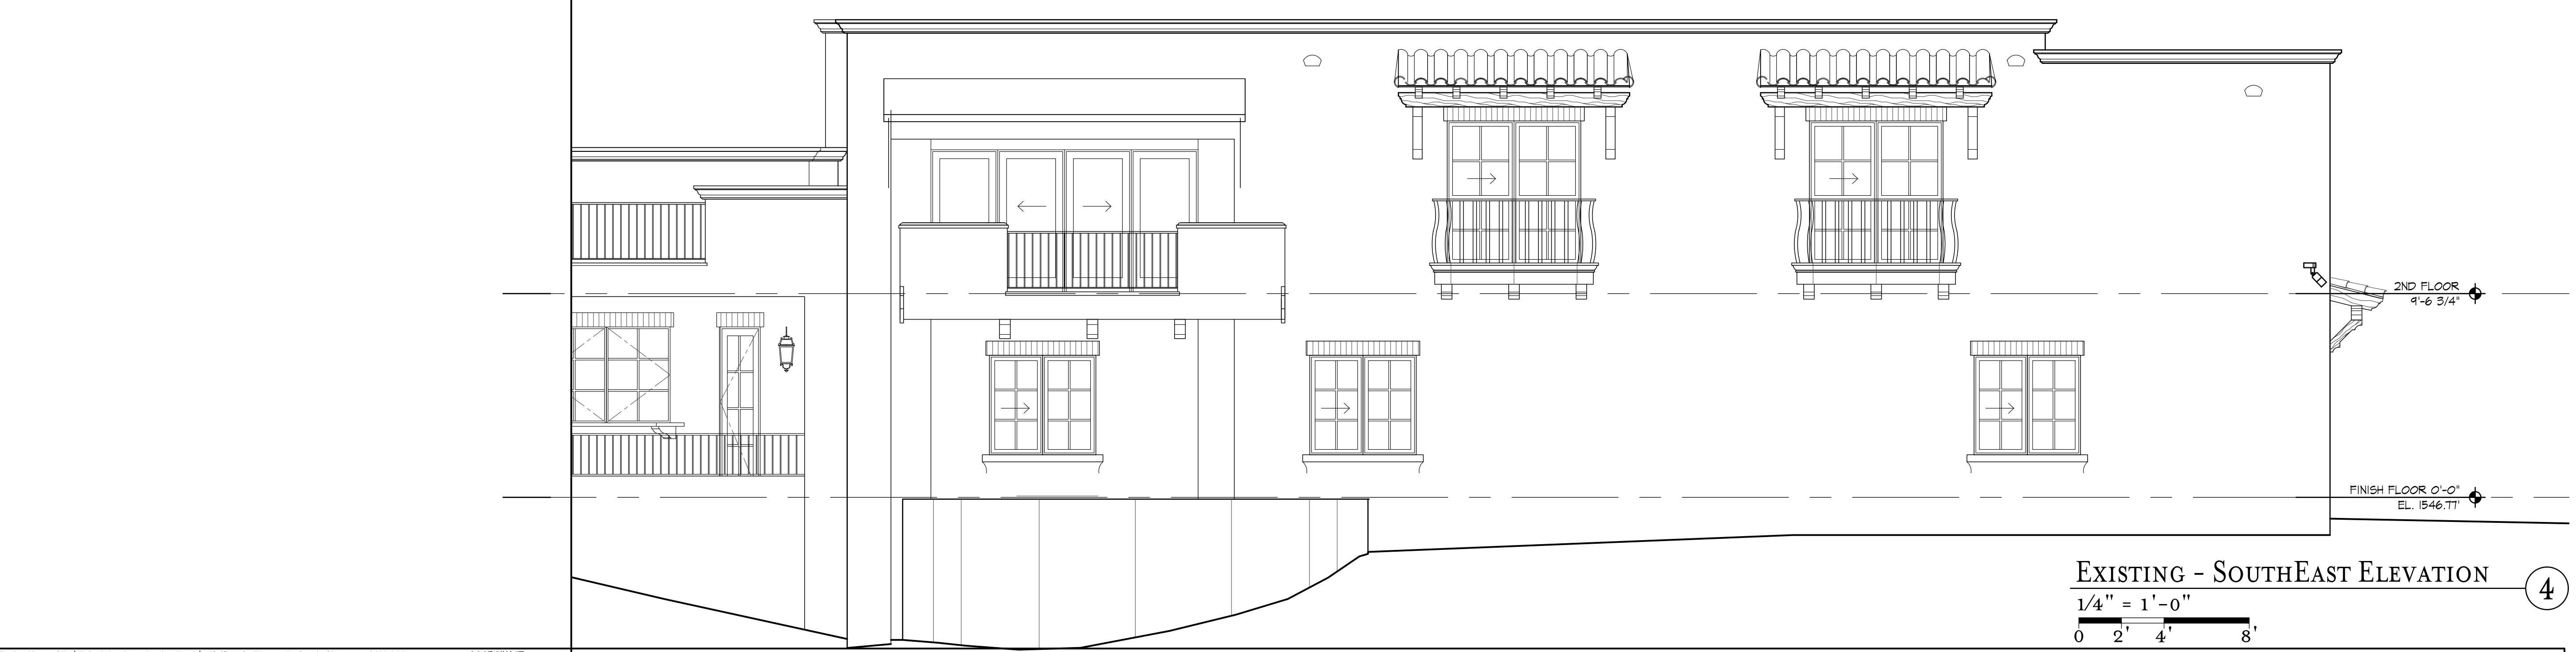 2ND FLOOR
9'-6 3/4"
FINISH FLOOR 0'-0"
EL. 1546.77'
EXISTING - SOUTHEAST ELEVATION
4
1/4" = 1'-0"
0 2' 4' 8'